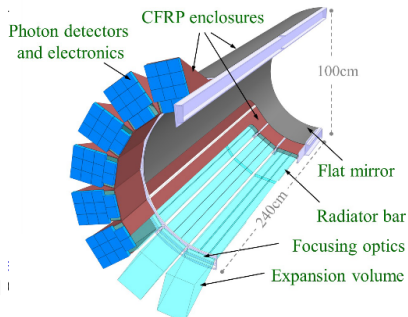 Photon detectors
and electronics
CFRP enclosures
100cm
Flat mirror
240cm
Radiator bar
Focusing optics
Expansion volume